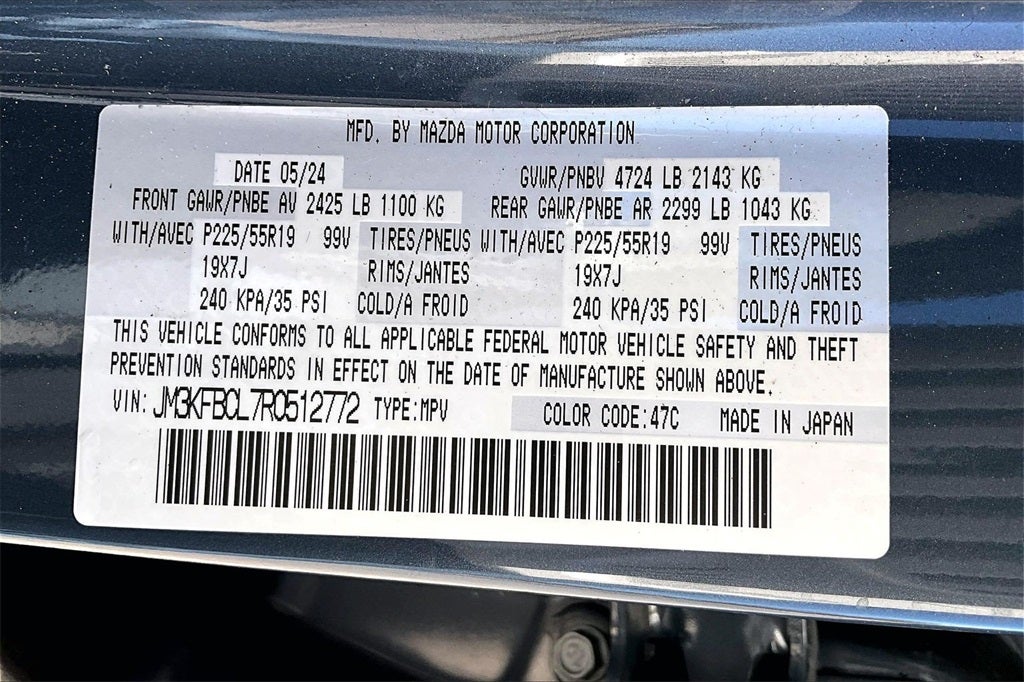 MFD. BY MAZDA MOTOR CORPORATION
DATE 05/24 GVWR/PNBV 4724 LB 2143 KG
FRONT GAWR/PNBE AV 2425 LB 1100 KG REAR GAWR/PNBE AR 2299 LB 1043 KG
WITH/AVEC P225/55R19 99V TIRES/PNEUS WITH/AVEC P225/55R19 99V TIRES/PNEUS
19X7J RIMS/JANTES 19X7J RIMS/JANTES
240 KPA/35 PSI COLD/A FROID 240 KPA/35 PSI COLD/A FROID
THIS VEHICLE CONFORMS TO ALL APPLICABLE FEDERAL MOTOR VEHICLE SAFETY AND THEFT
PREVENTION STANDARDS IN EFFECT ON THE DATE OF MANUFACTURE SHOWN ABOVE.
VIN: JM3KFBCL7R0512772 TYPE:MPV COLOR CODE:47C MADE IN JAPAN